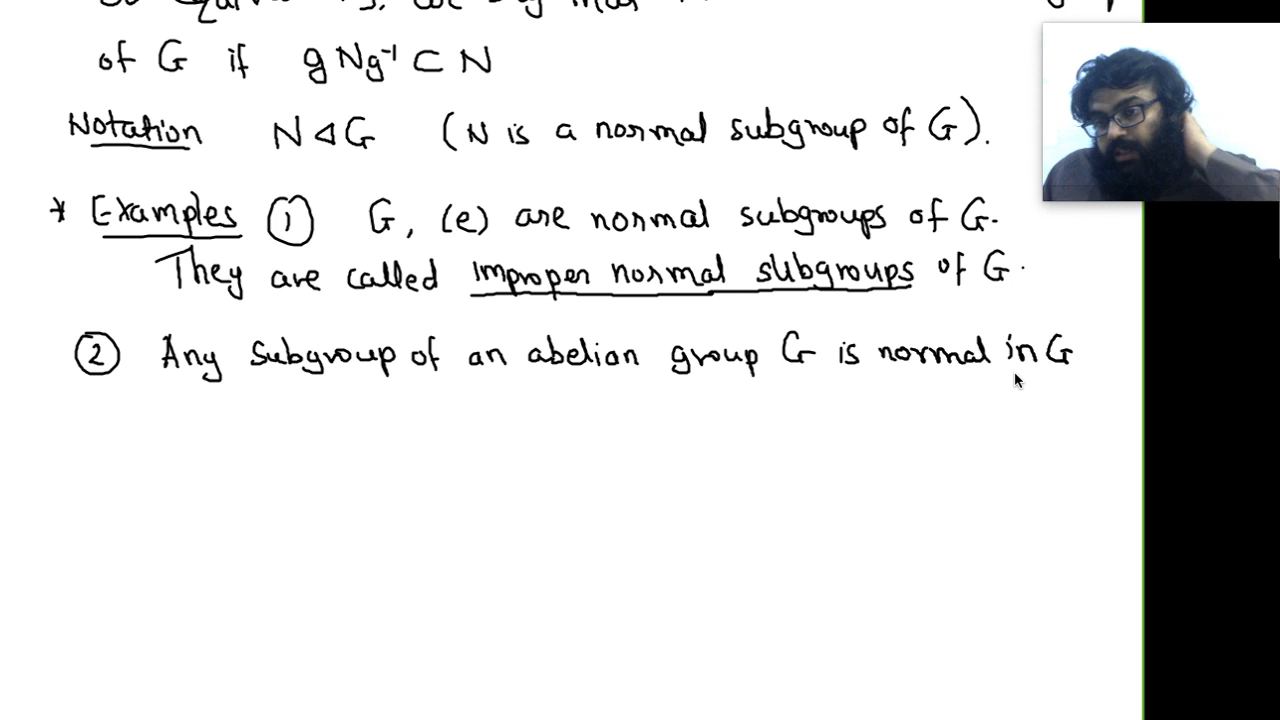 of G if gNg⁻¹ ⊂ N
Notation N ⊲ G (N is a normal subgroup of G).
* Examples ① G, (e) are normal subgroups of G.
They are called improper normal subgroups of G.
② Any subgroup of an abelian group G is normal in G